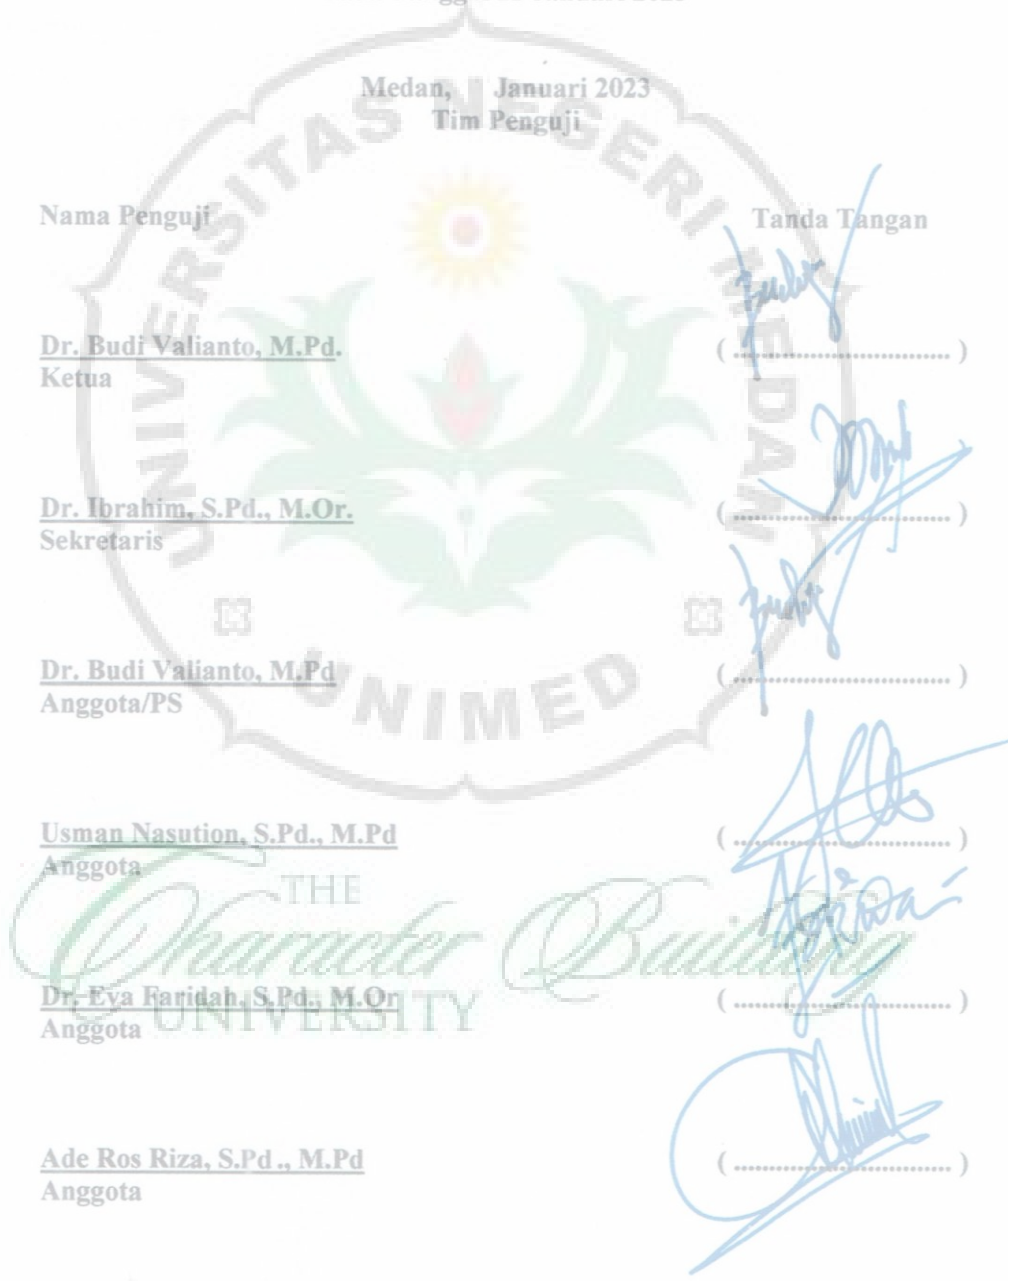 Medan, Januari 2023
Tim Penguji
Nama Penguji Tanda Tangan
Dr. Budi Valianto, M.Pd. ( ................................ )
Ketua
Dr. Ibrahim, S.Pd., M.Or. ( ................................ )
Sekretaris
Dr. Budi Valianto, M.Pd ( ................................ )
Anggota/PS
Usman Nasution, S.Pd., M.Pd ( ................................ )
Anggota
Dr. Eva Faridah, S.Pd., M.Or ( ................................ )
Anggota
Ade Ros Riza, S.Pd., M.Pd ( ................................ )
Anggota
UNIVERSITAS NEGERI MEDAN
UNIMED
THE
Character Building
UNIVERSITY